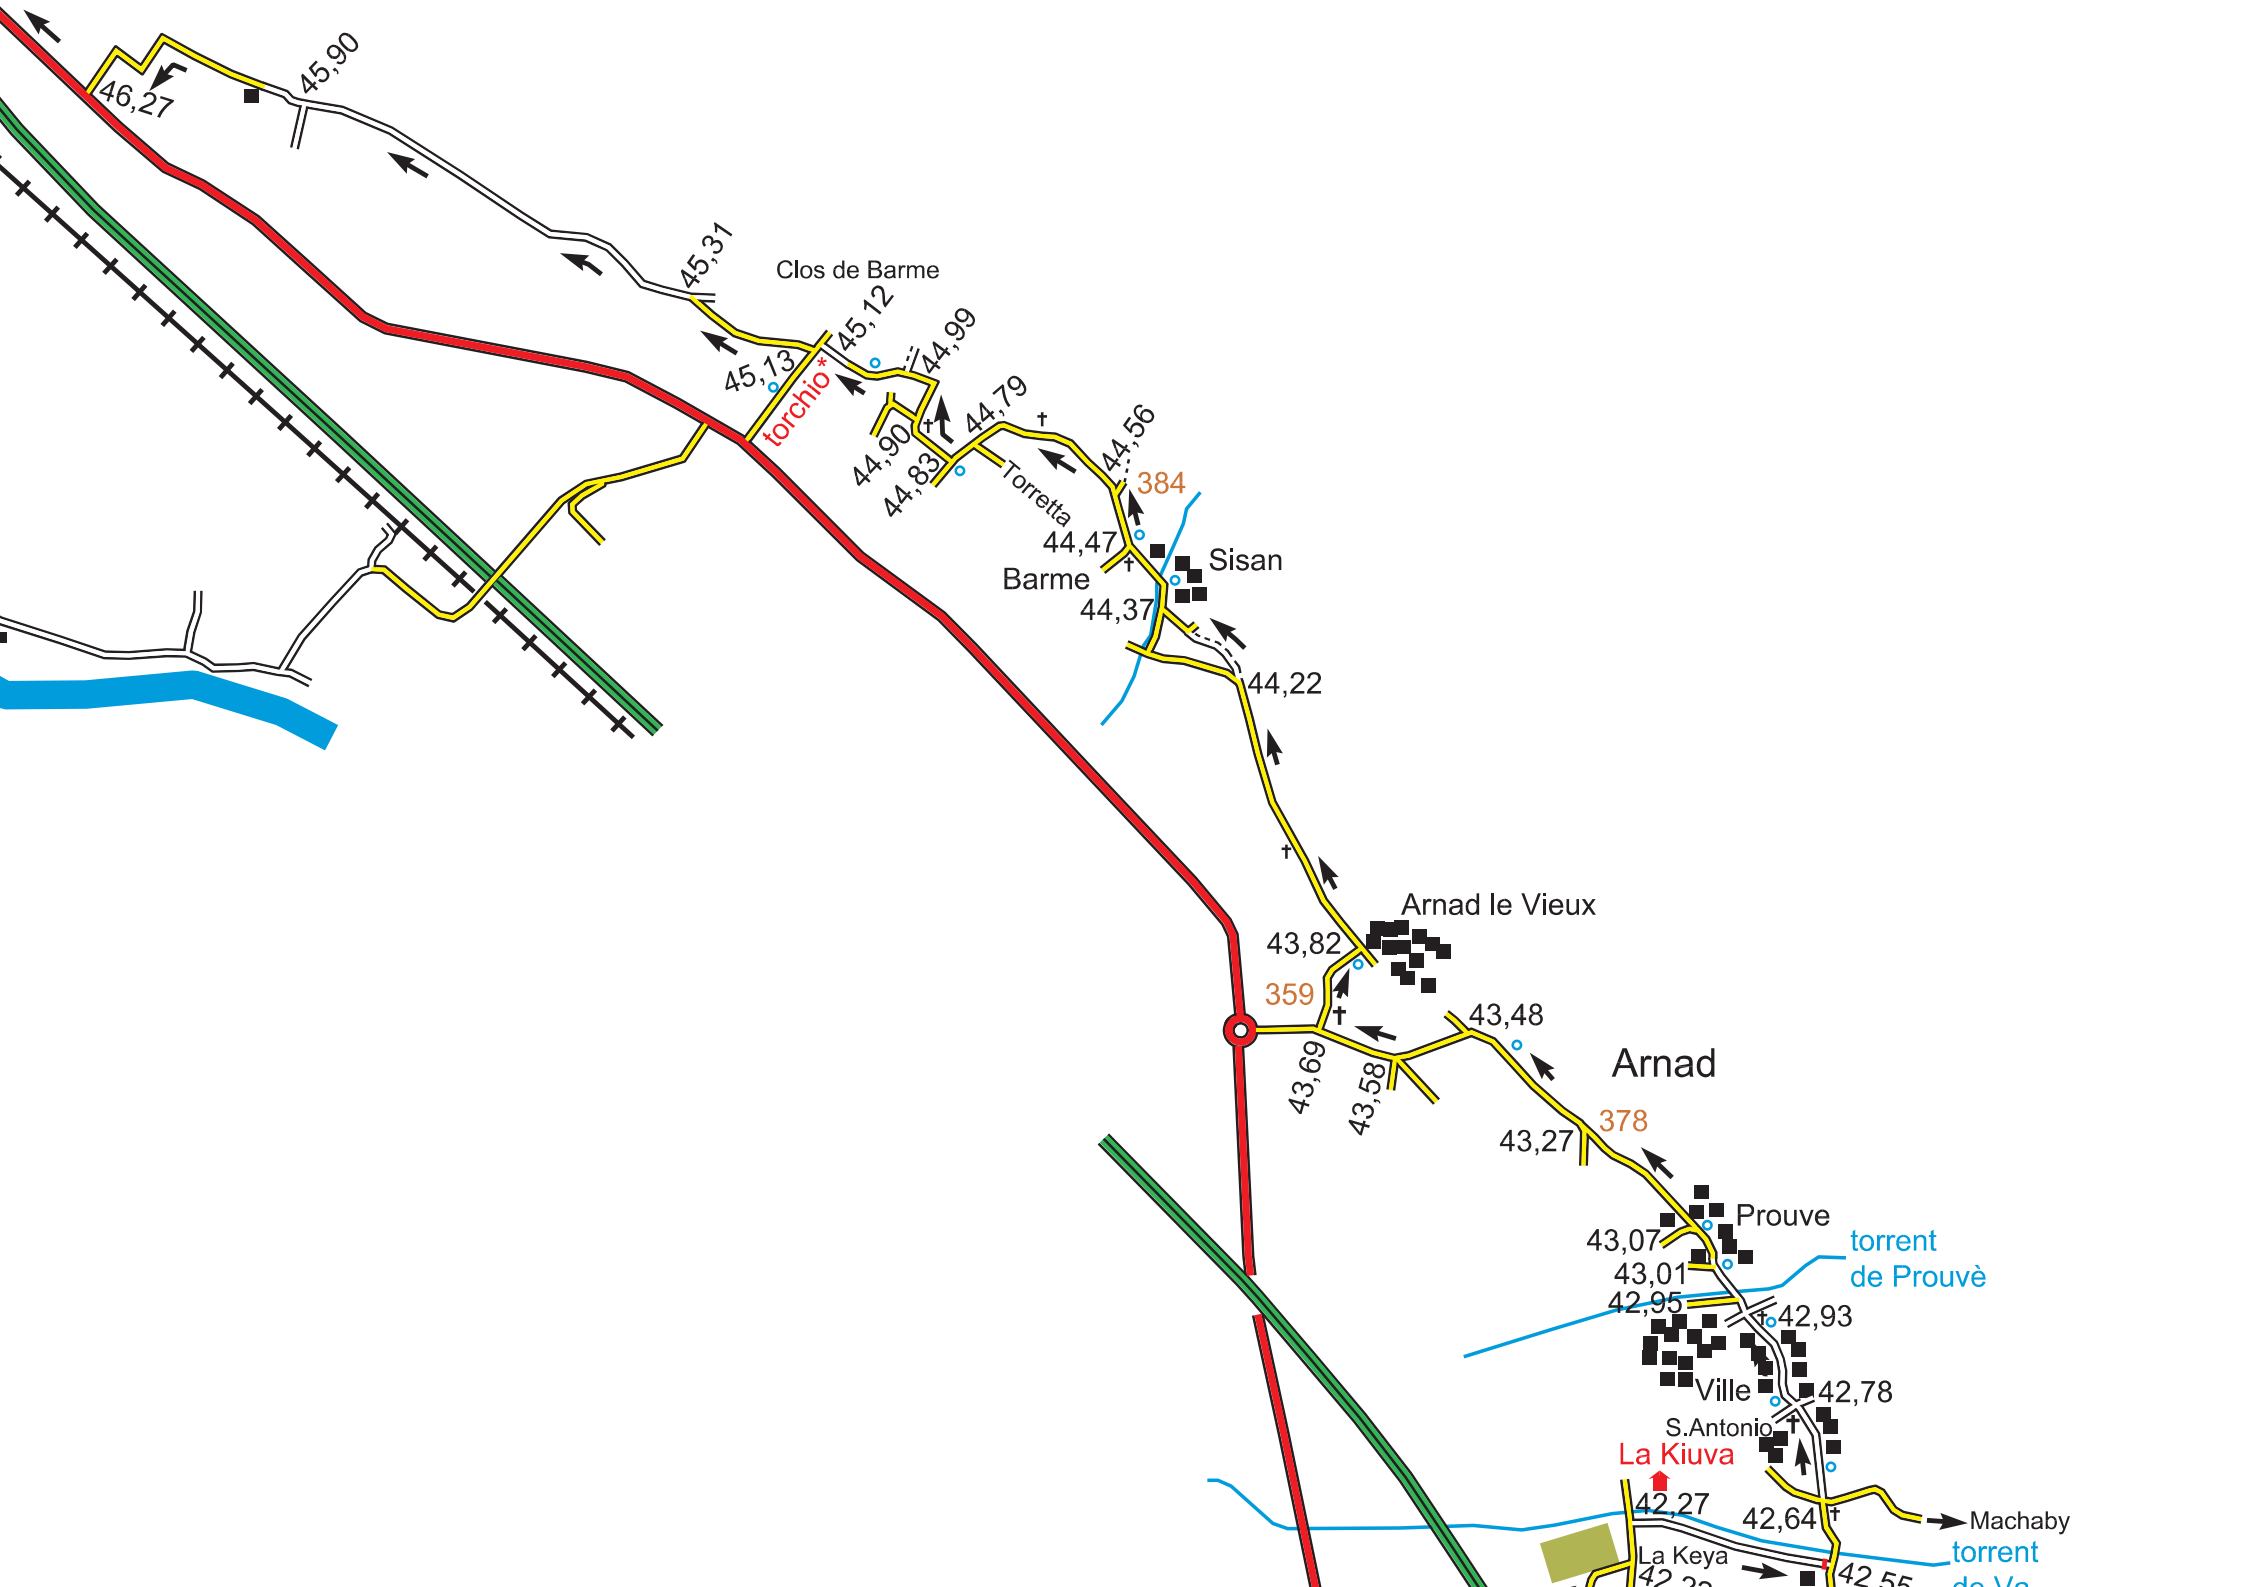 45,90
46,27
45,31
Clos de Barme
45,12
44,99
45,13
torchio*
44,79
44,90
44,83
Torretta
44,56
384
44,47
Sisan
Barme
44,37
44,22
Arnad le Vieux
43,82
359
43,48
43,69
43,58
Arnad
378
43,27
Prouve
43,07
torrent
de Prouvè
43,01
42,95
42,93
Ville
42,78
S.Antonio
La Kiuva
42,27
42,64
Machaby
La Keya
torrent
42,55